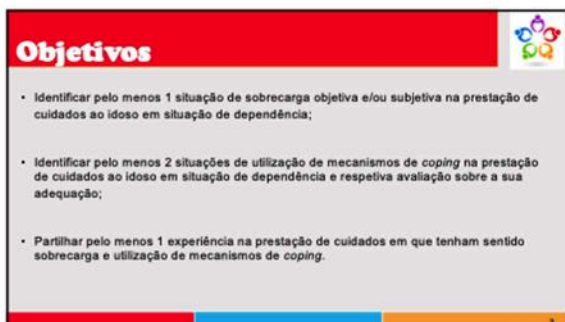 Objetivos
• Identificar pelo menos 1 situação de sobrecarga objetiva e/ou subjetiva na prestação de
cuidados ao idoso em situação de dependência;
• Identificar pelo menos 2 situações de utilização de mecanismos de coping na prestação
de cuidados ao idoso em situação de dependência e respetiva avaliação sobre a sua
adequação;
• Partilhar pelo menos 1 experiência na prestação de cuidados em que tenham sentido
sobrecarga e utilização de mecanismos de coping.